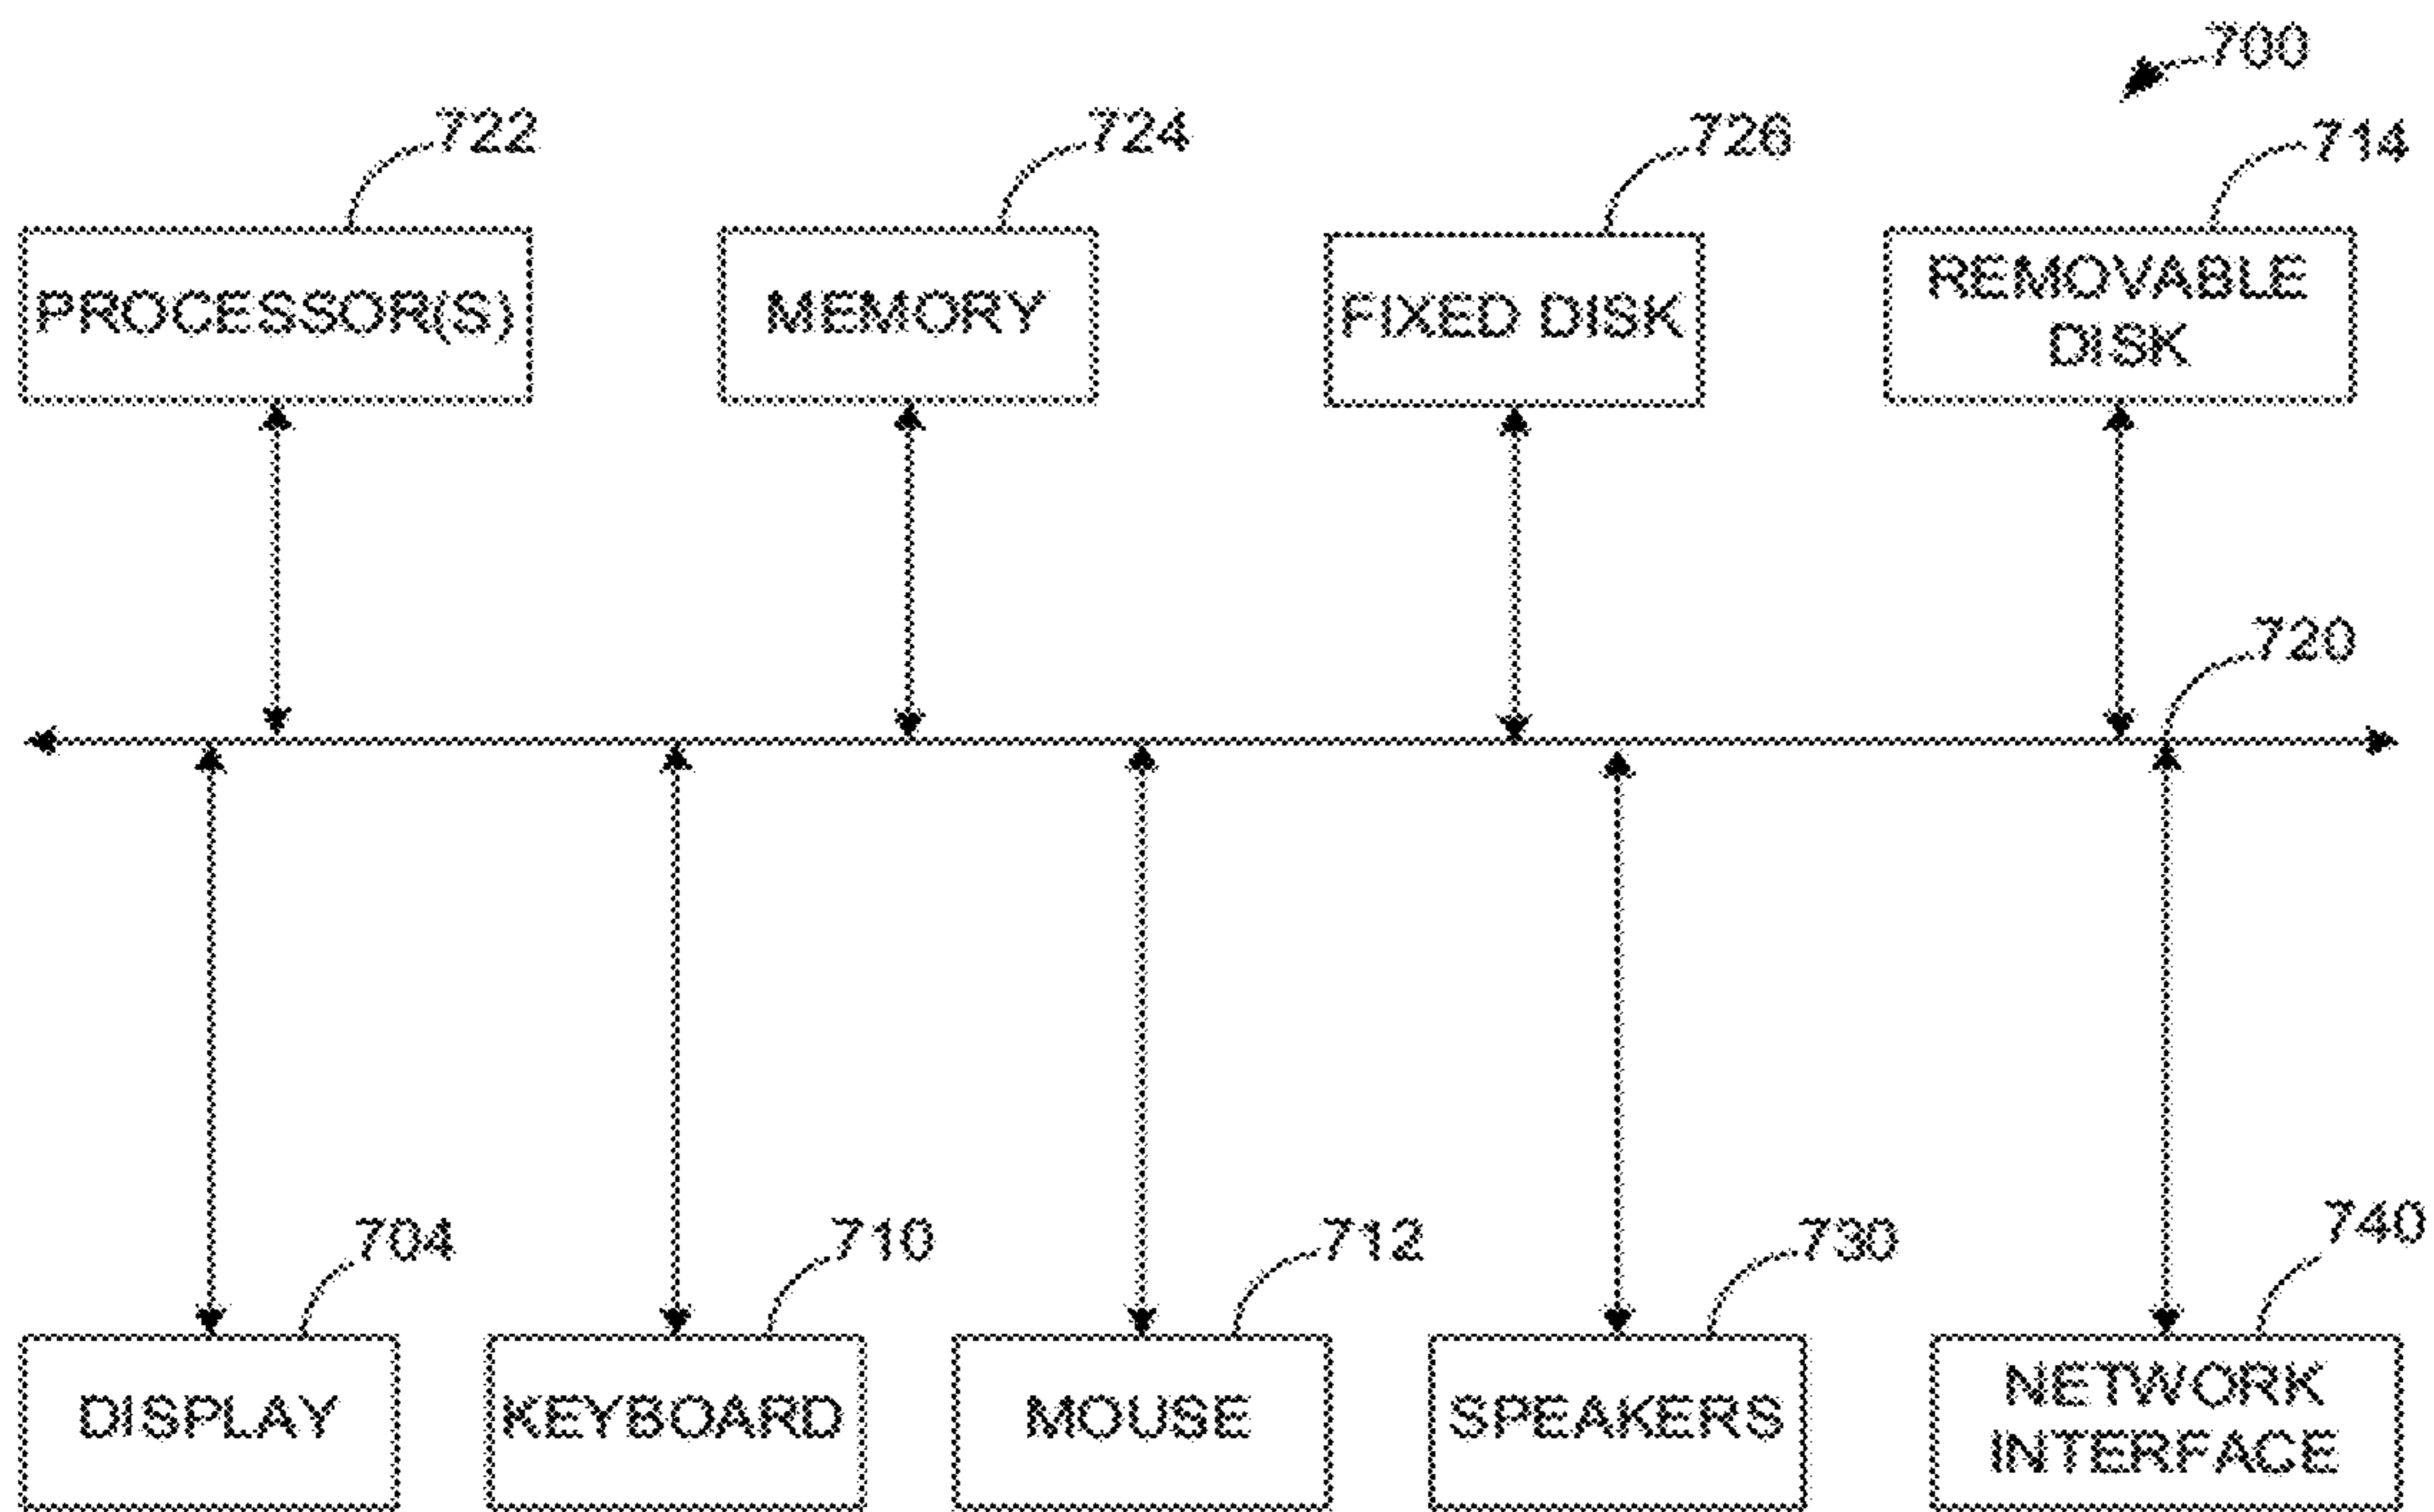 700
722
724
726
714
PROCESSOR(S)
MEMORY
FIXED DISK
REMOVABLE
DISK
720
704
710
712
730
740
DISPLAY
KEYBOARD
MOUSE
SPEAKERS
NETWORK
INTERFACE